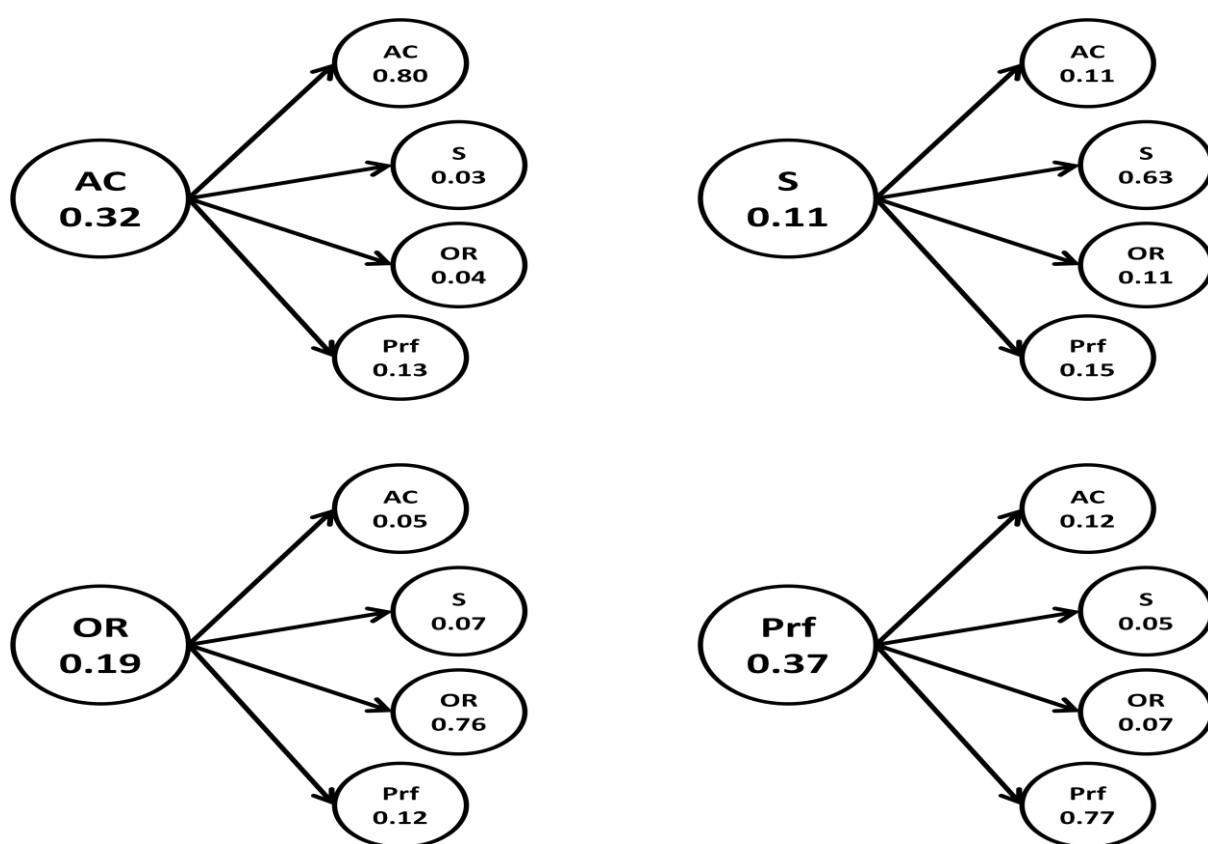 AC
0.32
AC
0.80
S
0.03
OR
0.04
Prf
0.13
S
0.11
AC
0.11
S
0.63
OR
0.11
Prf
0.15
OR
0.19
AC
0.05
S
0.07
OR
0.76
Prf
0.12
Prf
0.37
AC
0.12
S
0.05
OR
0.07
Prf
0.77